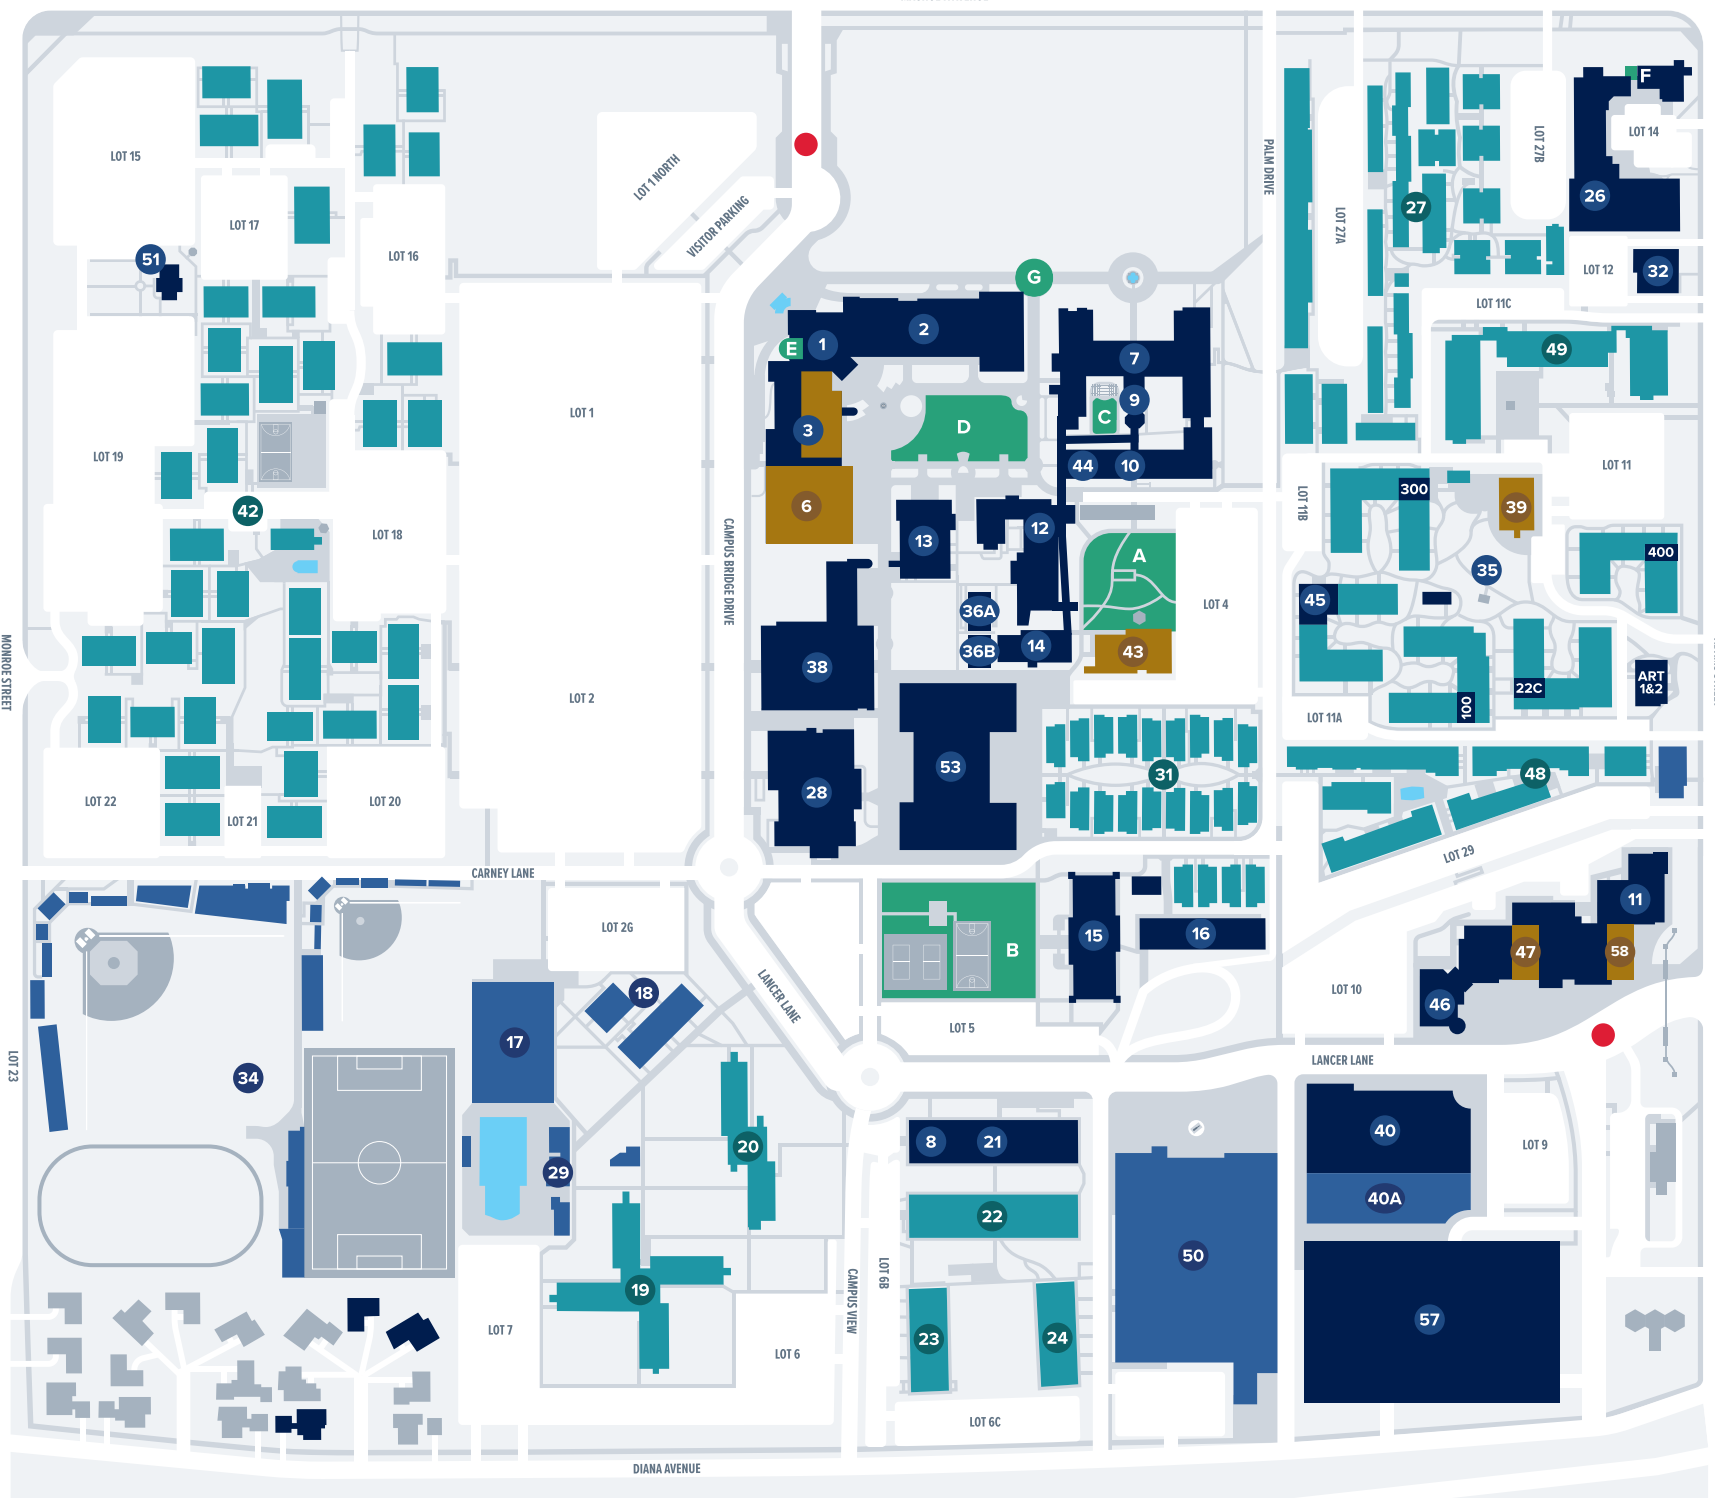 F
LOT 14
LOT 15
LOT 27B
LOT 1 NORTH
PALM DRIVE
26
27
VISITOR PARKING
LOT 17
LOT 27A
LOT 16
51
LOT 12
32
G
LOT 11C
2
E
1
49
7
9
LOT 1
C
D
3
LOT 19
44
10
LOT 11
300
LOT 11B
6
39
42
12
LOT 18
13
400
A
CAMPUS BRIDGE DRIVE
35
45
LOT 4
36A
14
36B
43
38
MONROE STREET
ART
1&2
22C
LOT 2
100
LOT 11A
53
31
48
28
LOT 22
LOT 20
LOT 21
LOT 29
CARNEY LANE
11
LOT 2G
15
16
B
47
58
LANCER LANE
18
LOT 10
46
LOT 5
17
LANCER LANE
LOT 23
34
40
8
21
LOT 9
20
29
40A
22
50
LOT 6B
19
CAMPUS VIEW
57
LOT 7
23
24
LOT 6
LOT 6C
DIANA AVENUE